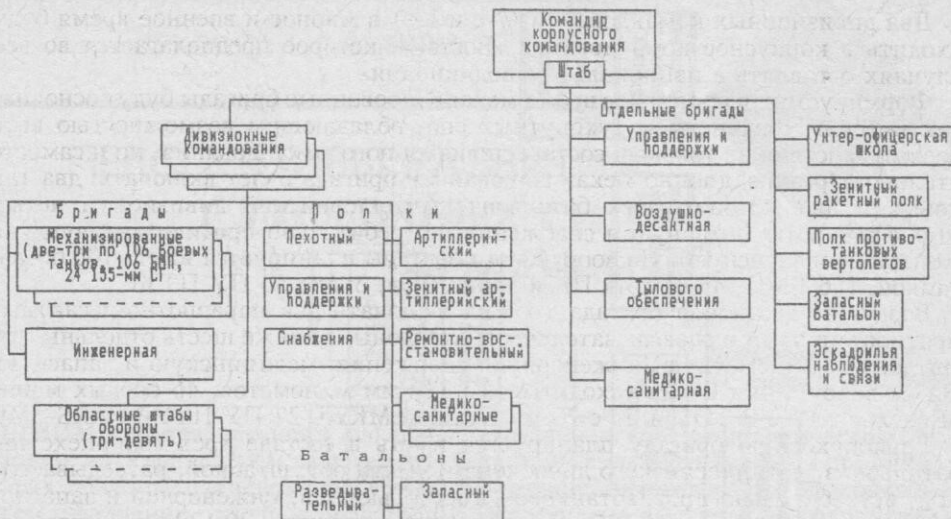 Командир
корпусного
командования
Штаб
Отдельные бригады
Дивизионные
командования
Управления и
поддержки
Унтер-офицерская
школа
Бригады
Полки
Зенитный
ракетный полк
Механизированные
(две-три по 106 боевых
танков, 106 БМП,
24 155-мм СГ)
Пехотный
Артиллерий-
ский
Воздушно-
десантная
Полк противо-
танковых
вертолетов
Управления и
поддержки
Зенитный ар-
тиллерийский
Тылового
обеспечения
Запасный
батальон
Инженерная
Снабжения
Ремонтно-вос-
становительный
Медико-
санитарная
Эскадрилья
наблюдения
и связи
Областные штабы
обороны
(три-девять)
Медико-
санитарные
Батальоны
Разведыва-
тельный
Запасный